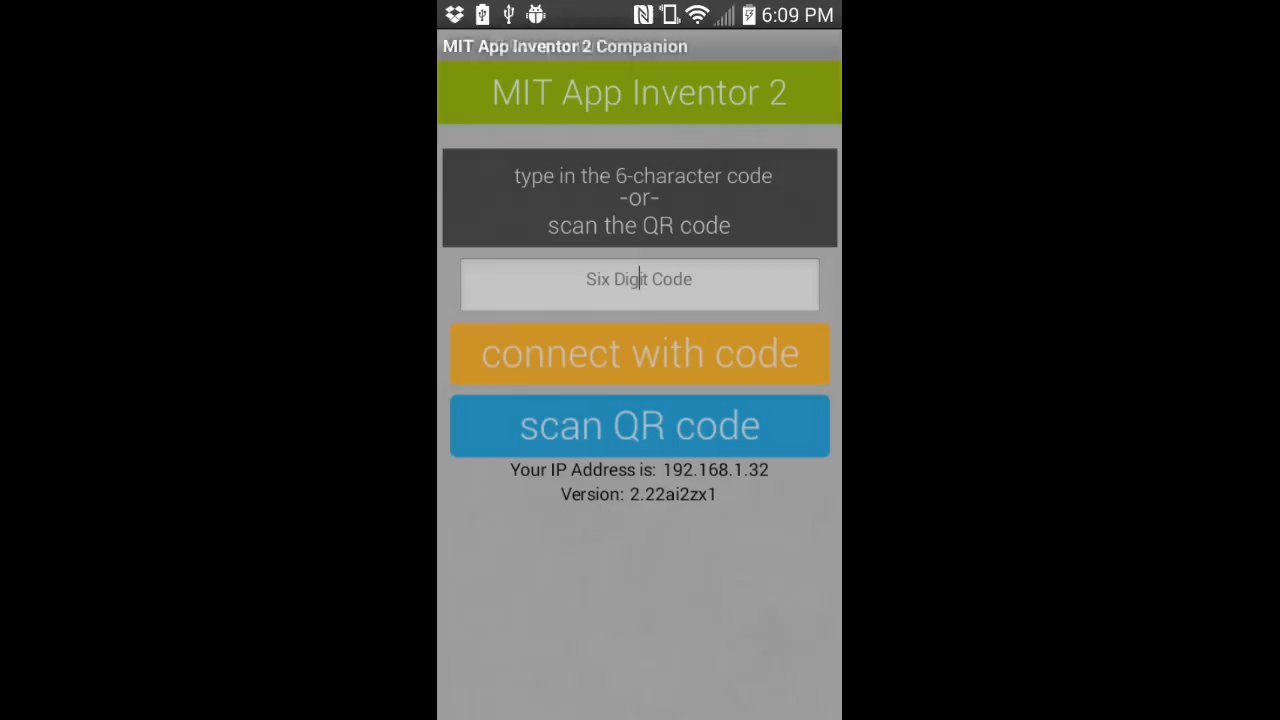 6:09 PM
MIT App Inventor 2 Companion
MIT App Inventor 2
type in the 6-character code
-or-
scan the QR code
Six Digit Code
connect with code
scan QR code
Your IP Address is: 192.168.1.32
Version: 2.22ai2zx1